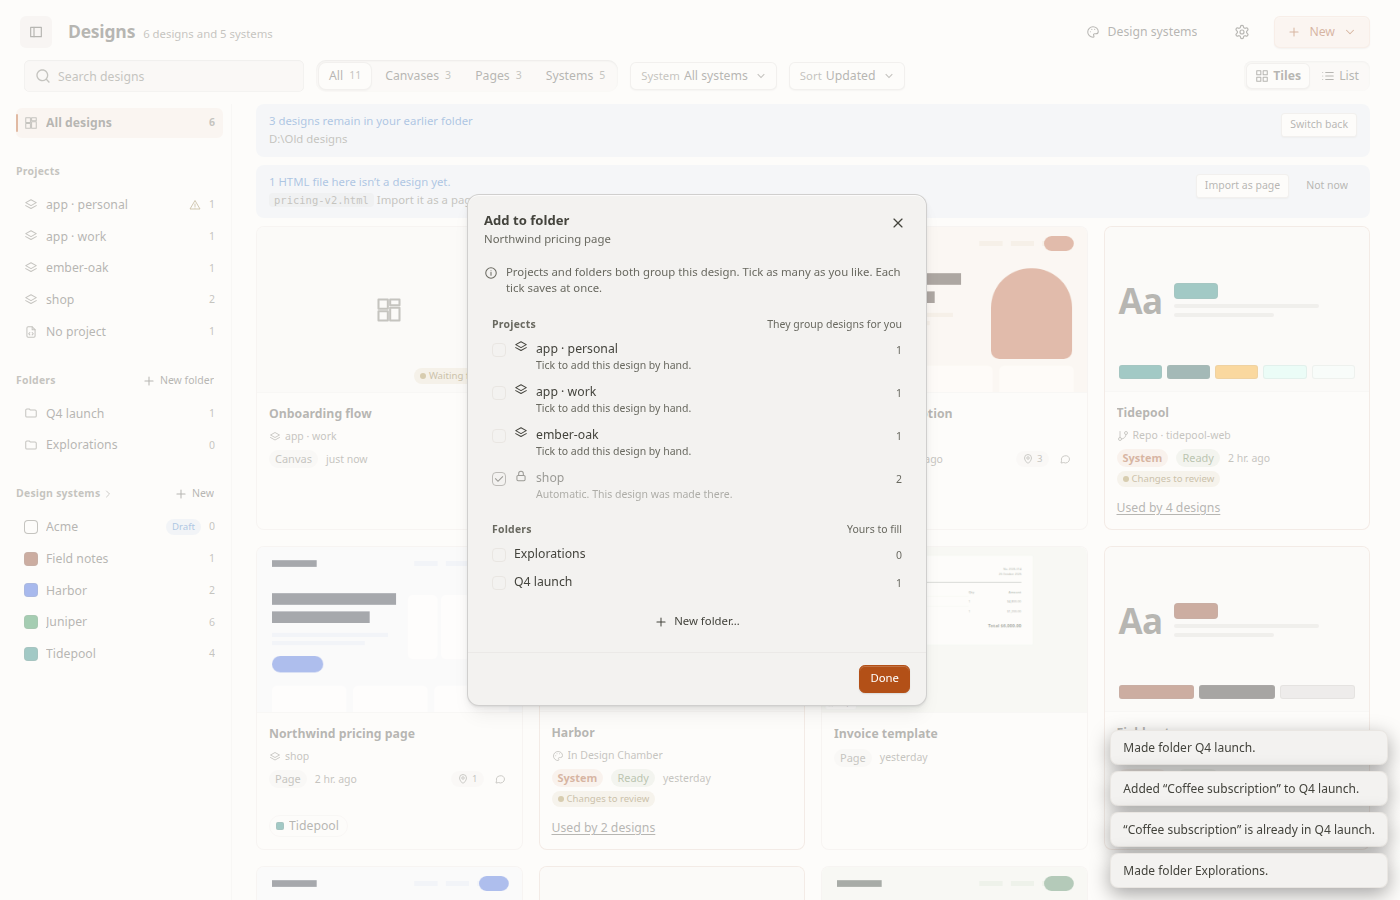 Designs
6 designs and 5 systems
Design systems
New
Search designs
All 11
Canvases 3
Pages 3
Systems 5
System All systems
Sort Updated
Tiles
List
All designs 6
Projects
app · personal 1
app · work 1
ember-oak 1
shop 2
No project 1
Folders
New folder
Q4 launch 1
Explorations 0
Design systems
New
Acme Draft 0
Field notes 1
Harbor 2
Juniper 6
Tidepool 4
3 designs remain in your earlier folder
D:\Old designs
Switch back
1 HTML file here isn't a design yet.
pricing-v2.html Import it as a pag
Import as page
Not now
Add to folder
Northwind pricing page
Projects and folders both group this design. Tick as many as you like. Each
tick saves at once.
Projects
They group designs for you
app · personal 1
Tick to add this design by hand.
app · work 1
Tick to add this design by hand.
ember-oak 1
Tick to add this design by hand.
shop 2
Automatic. This design was made there.
Folders
Yours to fill
Explorations 0
Q4 launch 1
New folder...
Done
Waiting
Onboarding flow
app · work
Canvas just now
tion
ago 3
Aa
Tidepool
Repo · tidepool-web
System Ready 2 hr. ago
Changes to review
Used by 4 designs
Northwind pricing page
shop
Page 2 hr. ago 1
Tidepool
Harbor
In Design Chamber
System Ready yesterday
Changes to review
Used by 2 designs
Invoice template
Page yesterday
Aa
Made folder Q4 launch.
Added “Coffee subscription” to Q4 launch.
“Coffee subscription” is already in Q4 launch.
Made folder Explorations.